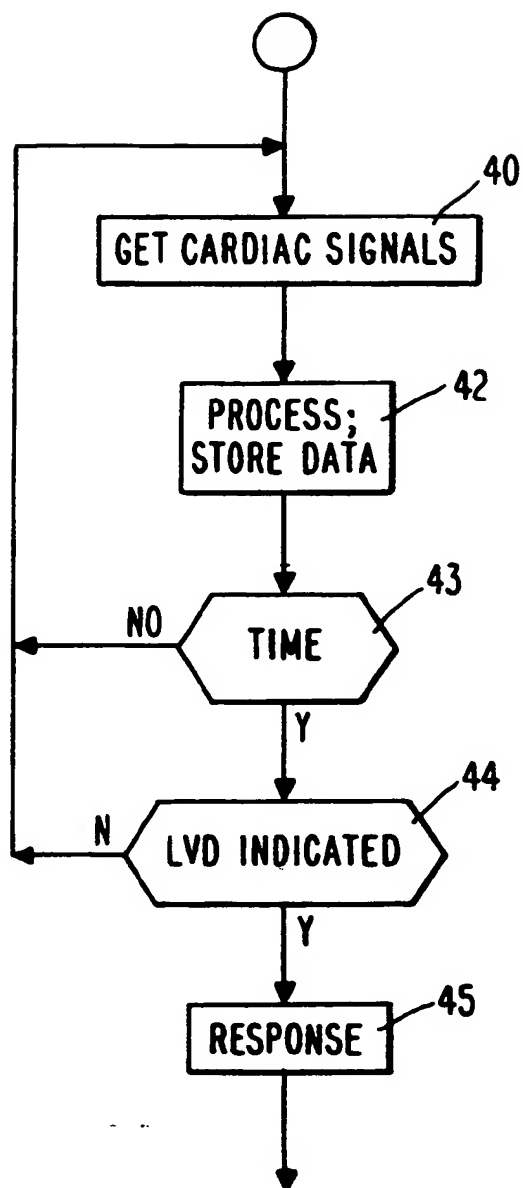 40
GET CARDIAC SIGNALS
42
PROCESS;
STORE DATA
43
NO
TIME
Y
44
N
LVD INDICATED
Y
45
RESPONSE